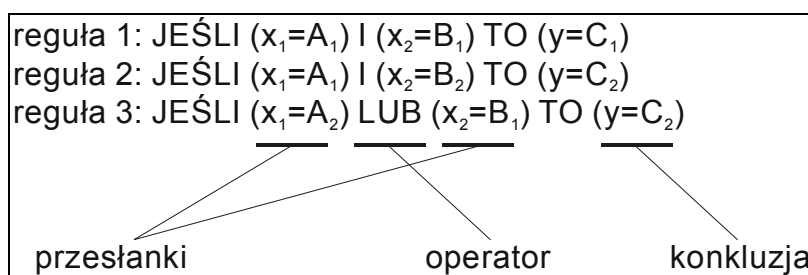 reguła 1: JEŚLI (x₁=A₁) I (x₂=B₁) TO (y=C₁)
reguła 2: JEŚLI (x₁=A₁) I (x₂=B₂) TO (y=C₂)
reguła 3: JEŚLI (x₁=A₂) LUB (x₂=B₁) TO (y=C₂)
przesłanki operator konkluzja